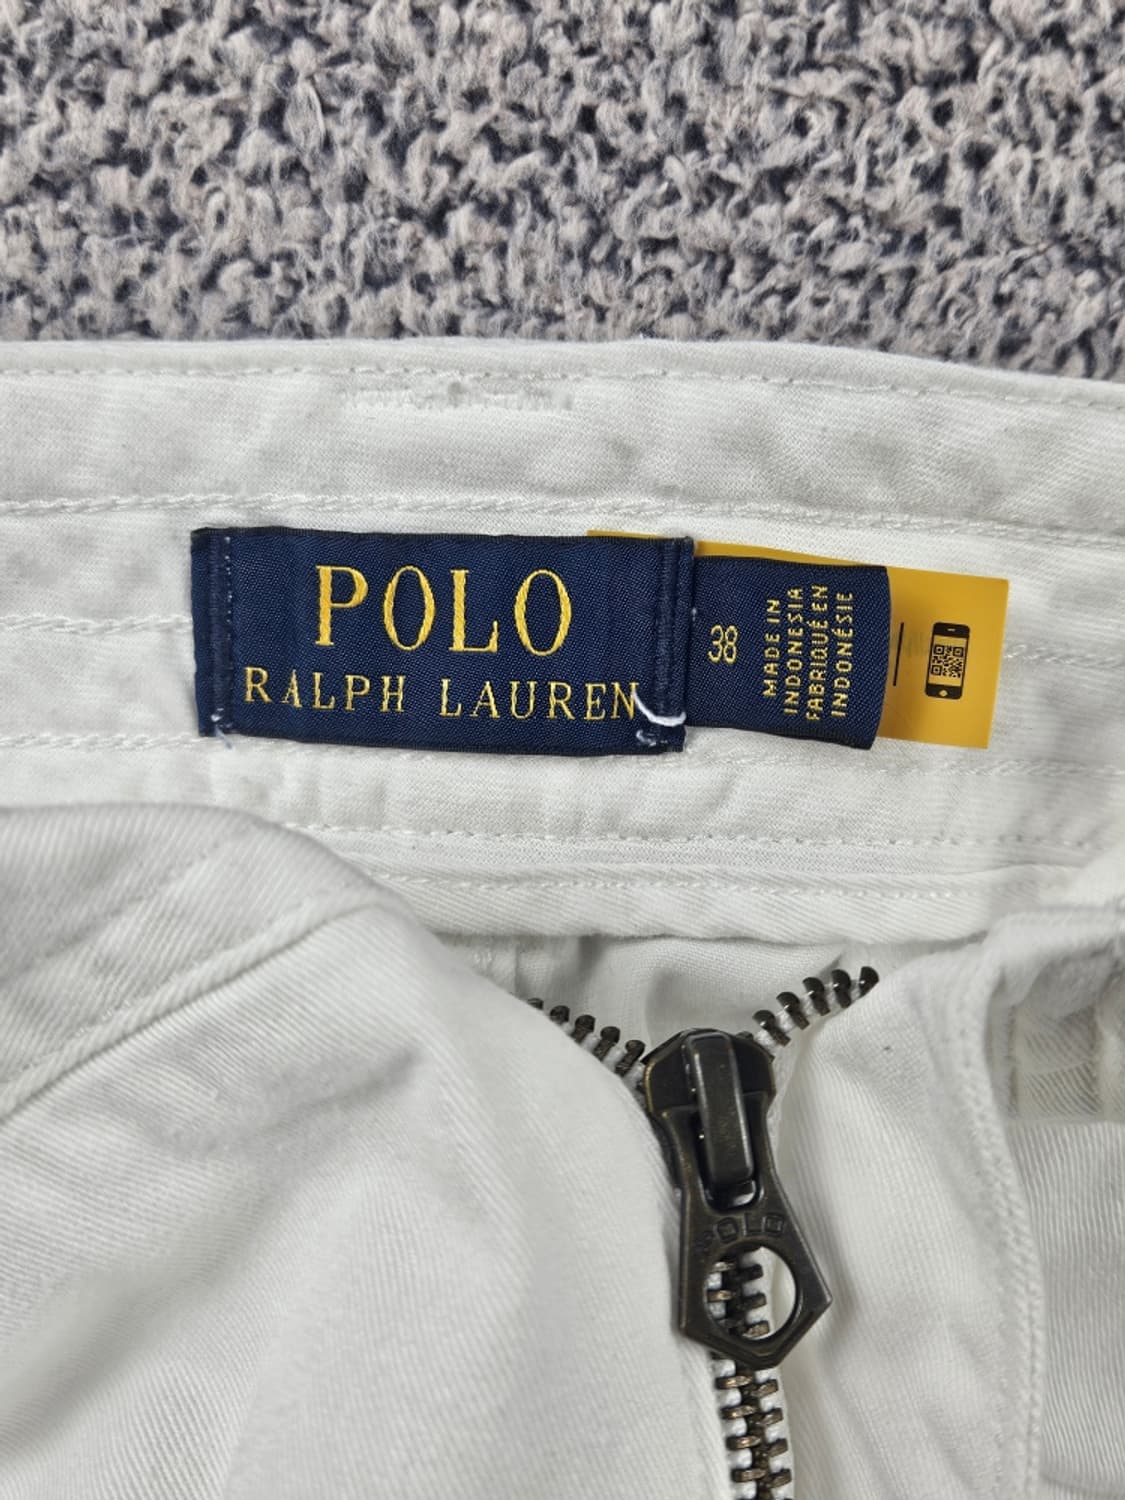 POLO
RALPH LAUREN
38
MADE IN
INDONESIA
FABRIQUÉ EN
INDONÉSIE
POLO